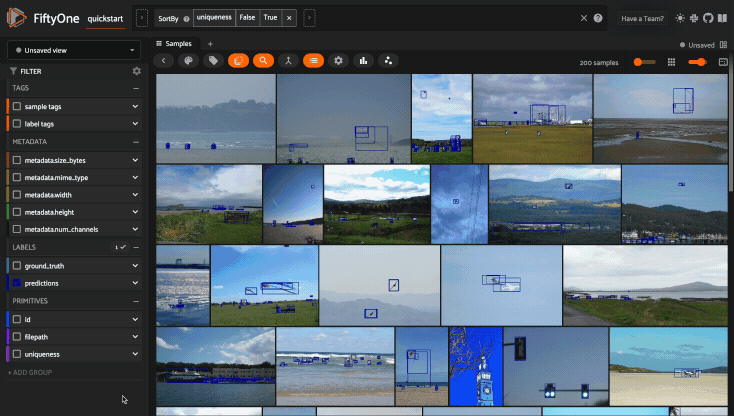 FiftyOne quickstart
SortBy uniqueness False True
Have a Team?
Unsaved view
Samples
Unsaved
FILTER
200 samples
TAGS
sample tags
label tags
METADATA
metadata.size_bytes
metadata.mime_type
metadata.width
metadata.height
metadata.num_channels
LABELS
1
ground_truth
predictions
PRIMITIVES
id
filepath
uniqueness
+ ADD GROUP